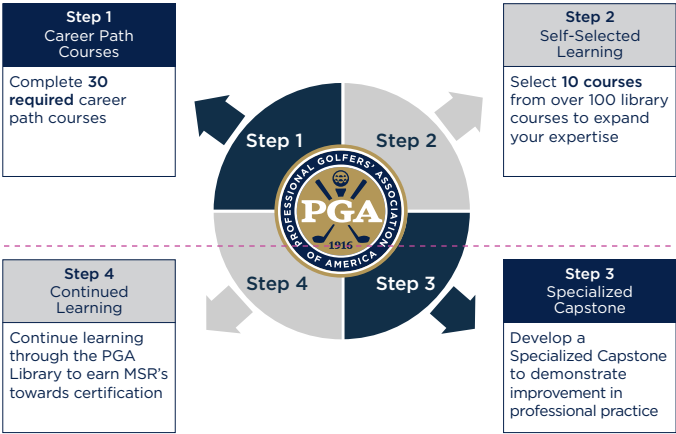 Step 1
Career Path
Courses
Complete 30
required career
path courses
Step 2
Self-Selected
Learning
Select 10 courses
from over 100 library
courses to expand
your expertise
Step 1
Step 2
PROFESSIONAL GOLFERS' ASSOCIATION
PGA
1916
OF AMERICA
Step 4
Step 3
Step 4
Continued
Learning
Continue learning
through the PGA
Library to earn MSR's
towards certification
Step 3
Specialized
Capstone
Develop a
Specialized Capstone
to demonstrate
improvement in
professional practice